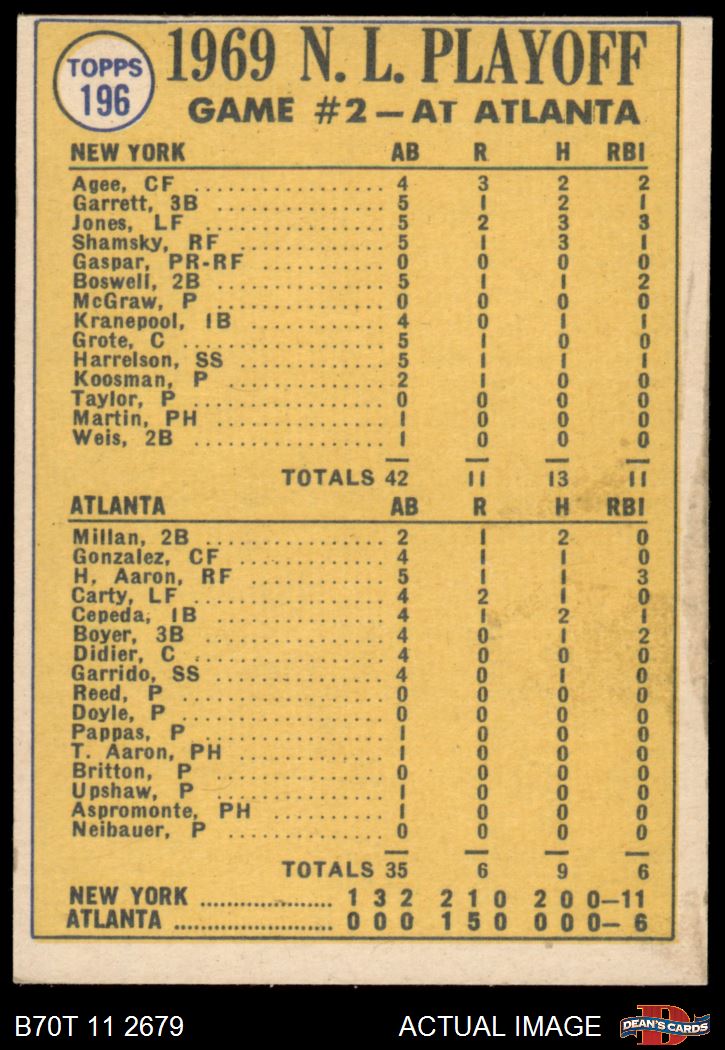 TOPPS
196
1969 N. L. PLAYOFF
GAME #2 — AT ATLANTA
NEW YORK AB R H RBI
Agee, CF .................. 4 3 2 2
Garrett, 3B ................ 5 1 2 1
Jones, LF .................. 5 2 3 3
Shamsky, RF .............. 5 1 3 1
Gaspar, PR-RF ............ 0 0 0 0
Boswell, 2B ............... 5 1 1 2
McGraw, P ................ 0 0 0 0
Kranepool, 1B ............. 4 0 1 1
Grote, C ................... 5 1 0 0
Harrelson, SS ............. 5 1 1 1
Koosman, P ............... 2 1 0 0
Taylor, P .................. 0 0 0 0
Martin, PH ................ 1 0 0 0
Weis, 2B .................. 1 0 0 0
TOTALS 42 11 13 11
ATLANTA AB R H RBI
Millan, 2B ................. 2 1 2 0
Gonzalez, CF .............. 4 1 1 0
H. Aaron, RF .............. 5 1 1 3
Carty, LF .................. 4 2 1 0
Cepeda, 1B ................ 4 1 2 1
Boyer, 3B ................. 4 0 1 2
Didier, C .................. 4 0 0 0
Garrido, SS ................ 4 0 1 0
Reed, P ................... 0 0 0 0
Doyle, P ................... 0 0 0 0
Pappas, P ................. 1 0 0 0
T. Aaron, PH .............. 1 0 0 0
Britton, P ................. 0 0 0 0
Upshaw, P ................ 1 0 0 0
Aspromonte, PH ........... 1 0 0 0
Neibauer, P ............... 0 0 0 0
TOTALS 35 6 9 6
NEW YORK .................... 1 3 2 2 1 0 2 0 0—11
ATLANTA ........................ 0 0 0 1 5 0 0 0 0— 6
B70T 11 2679 ACTUAL IMAGE
D
DEAN'S CARDS